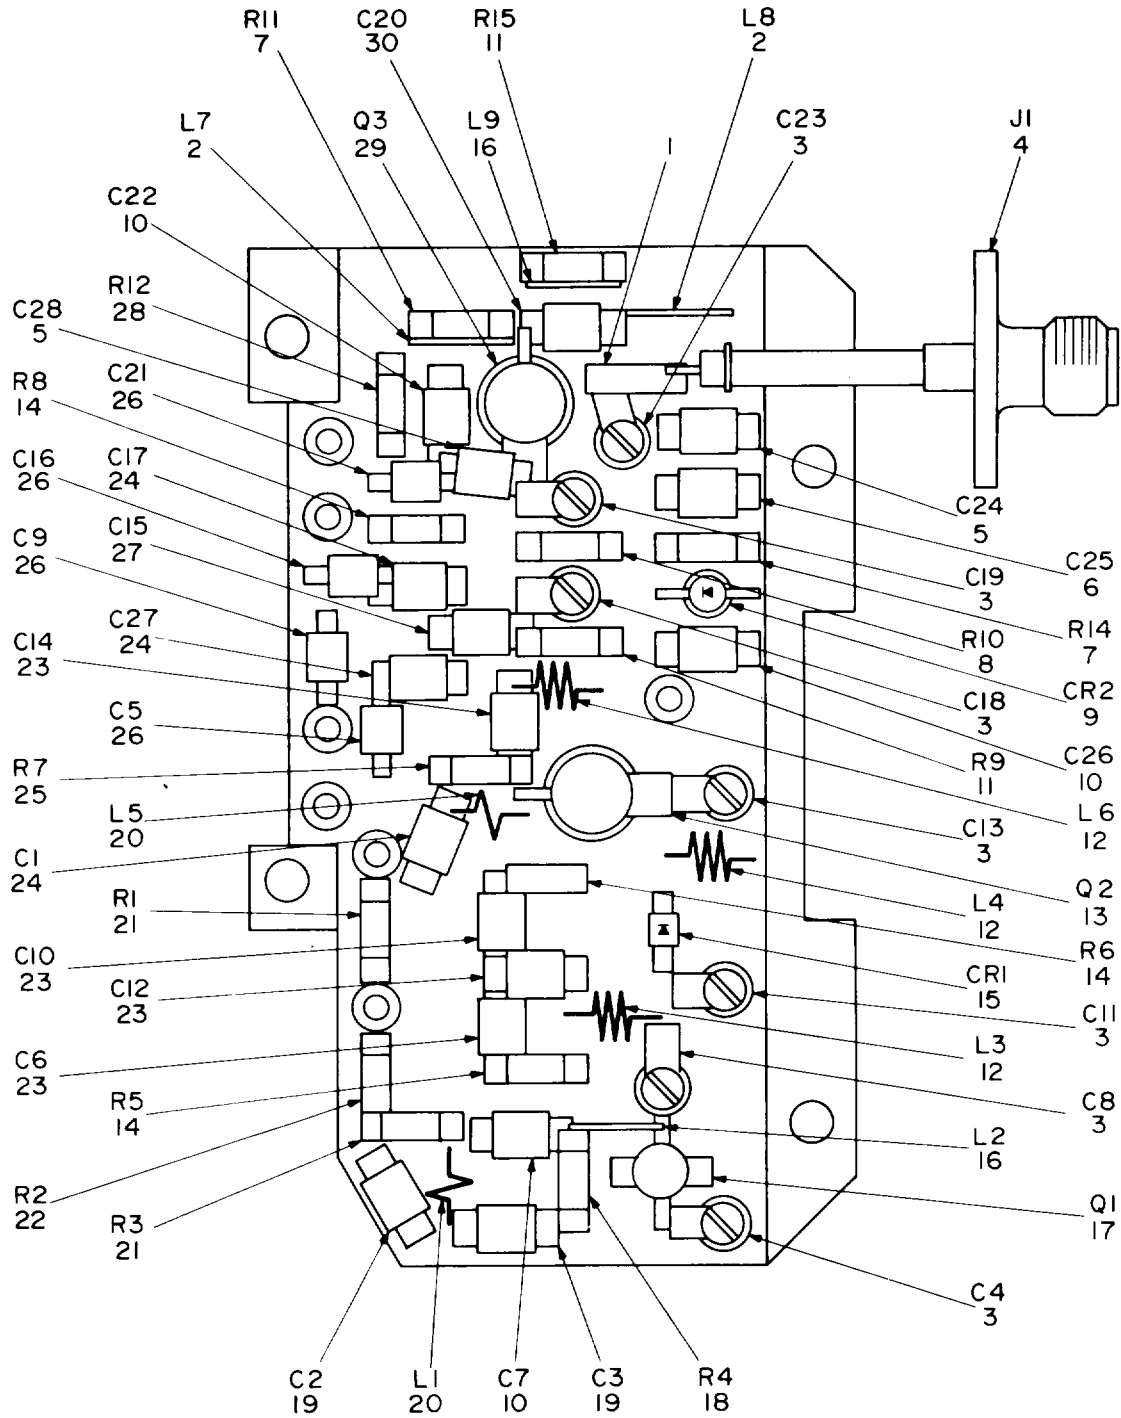 R11
7
C20
30
R15
11
L8
2
L7
2
Q3
29
L9
16
1
C23
3
J1
4
C22
10
R12
28
C28
5
C21
26
R8
14
C17
24
C16
26
C15
27
C9
26
C27
24
C14
23
C5
26
R7
25
L5
20
C1
24
R1
21
C10
23
C12
23
C6
23
R5
14
R2
22
R3
21
C24
5
C25
6
C19
3
R14
7
R10
8
CR2
9
C18
3
C26
10
R9
11
L6
12
C13
3
Q2
13
L4
12
R6
14
CR1
15
C11
3
L3
12
C8
3
L2
16
Q1
17
C4
3
C2
19
L1
20
C7
10
C3
19
R4
18